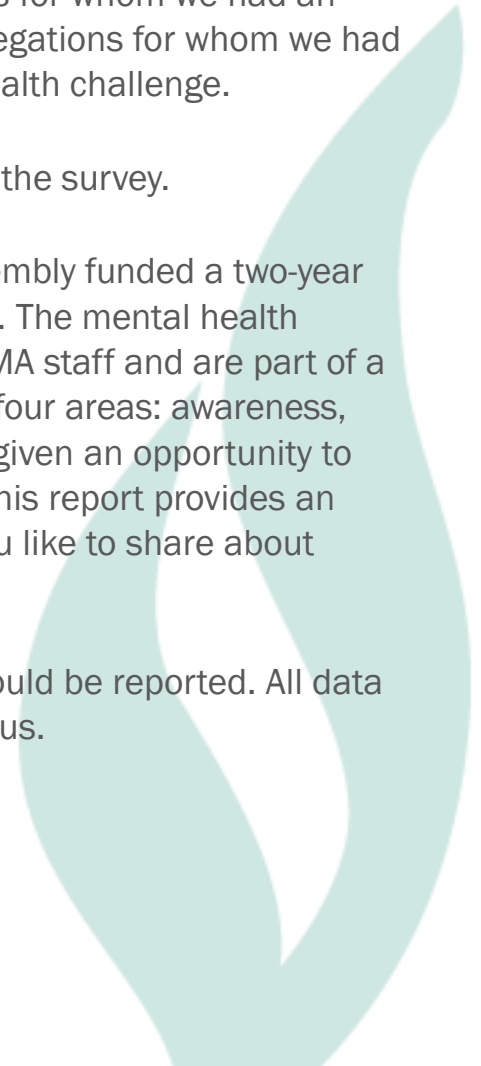 for whom we had an
egations for whom we had
alth challenge.
the survey.
embly funded a two-year
. The mental health
MA staff and are part of a
four areas: awareness,
given an opportunity to
his report provides an
u like to share about
ould be reported. All data
us.